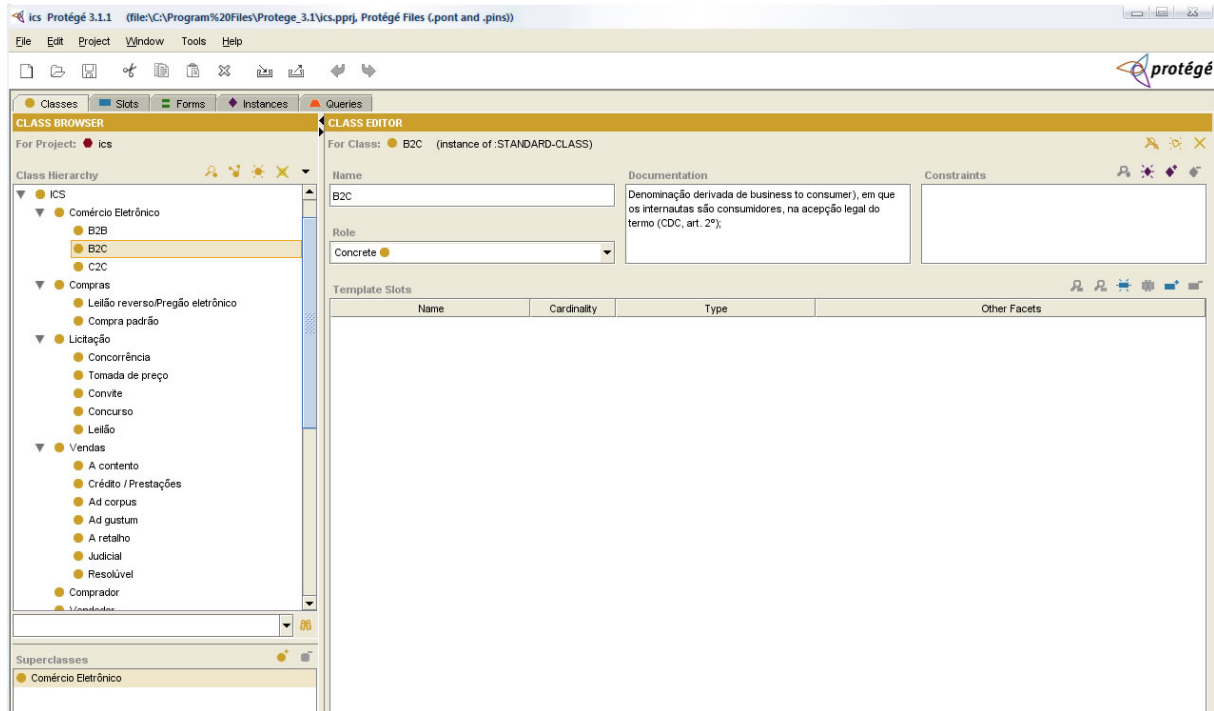 ics Protégé 3.1.1 (file:\C:\Program%20Files\Protege_3.1\ics.pprj, Protégé Files (.pont and .pins))
File Edit Project Window Tools Help
protégé
Classes Slots Forms Instances Queries
CLASS BROWSER
For Project: ics
Class Hierarchy
ICS
Comércio Eletrônico
B2B
B2C
C2C
Compras
Leilão reverso/Pregão eletrônico
Compra padrão
Licitação
Concorrência
Tomada de preço
Convite
Concurso
Leilão
Vendas
A contento
Crédito / Prestações
Ad corpus
Ad gustum
A retalho
Judicial
Resolúvel
Comprador
Vendedor
Superclasses
Comércio Eletrônico
CLASS EDITOR
For Class: B2C (instance of :STANDARD-CLASS)
Name
B2C
Role
Concrete
Documentation
Denominação derivada de business to consumer), em que
os internautas são consumidores, na acepção legal do
termo (CDC, art. 2º);
Constraints
Template Slots
Name Cardinality Type Other Facets